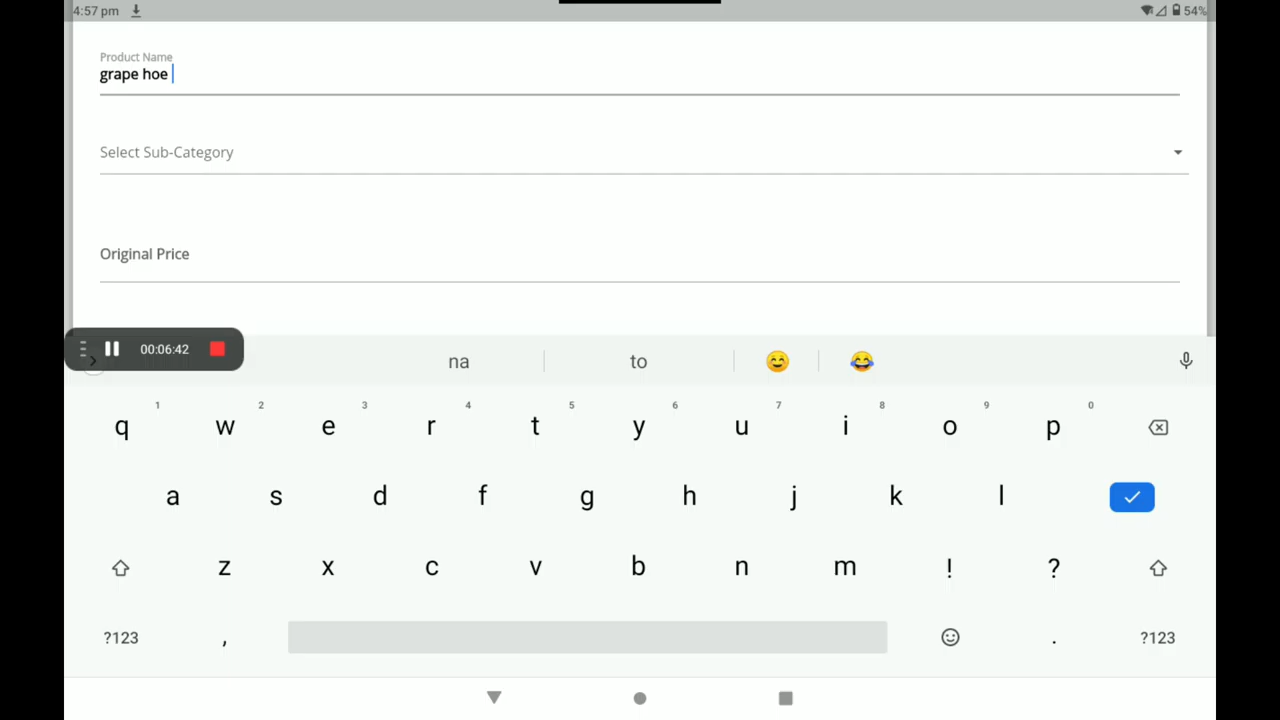 4:57 pm 54%
Product Name
grape hoe
Select Sub-Category
Original Price
00:06:42
na to 😊 😂
1 2 3 4 5 6 7 8 9 0
q w e r t y u i o p
a s d f g h j k l
z x c v b n m ! ?
?123 , . ?123